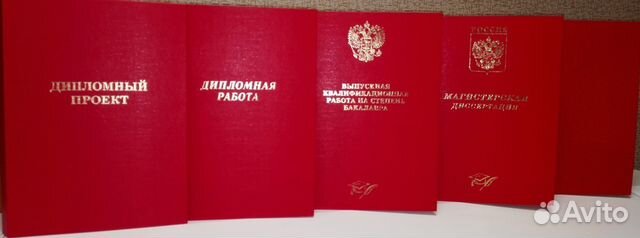 ДИПЛОМНЫЙ
ПРОЕКТ
ДИПЛОМНАЯ
РАБОТА
ВЫПУСКНАЯ
КВАЛИФИКАЦИОННАЯ
РАБОТА НА СТЕПЕНЬ
БАКАЛАВРА
РОССИЯ
МАГИСТЕРСКАЯ
ДИССЕРТАЦИЯ
Avito